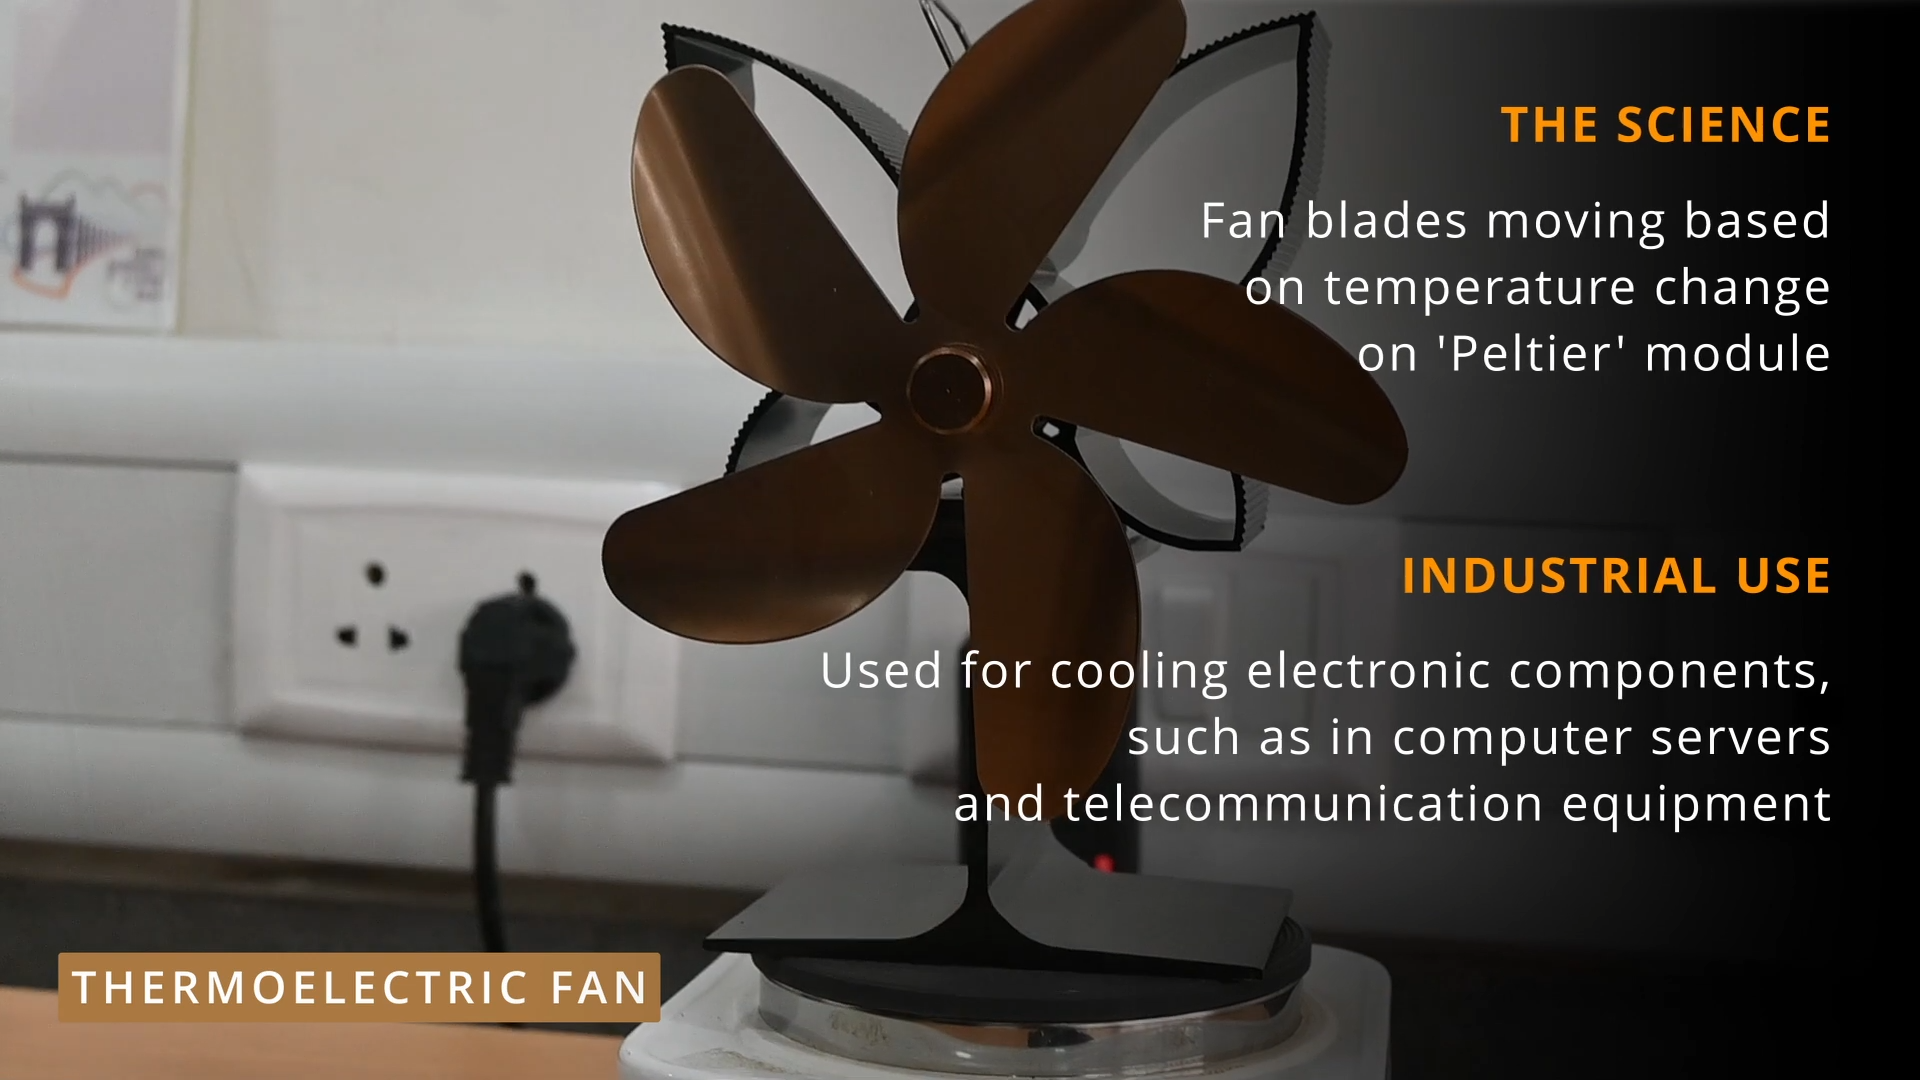 THE SCIENCE
Fan blades moving based
on temperature change
on 'Peltier' module
INDUSTRIAL USE
Used for cooling electronic components,
such as in computer servers
and telecommunication equipment
THERMOELECTRIC FAN